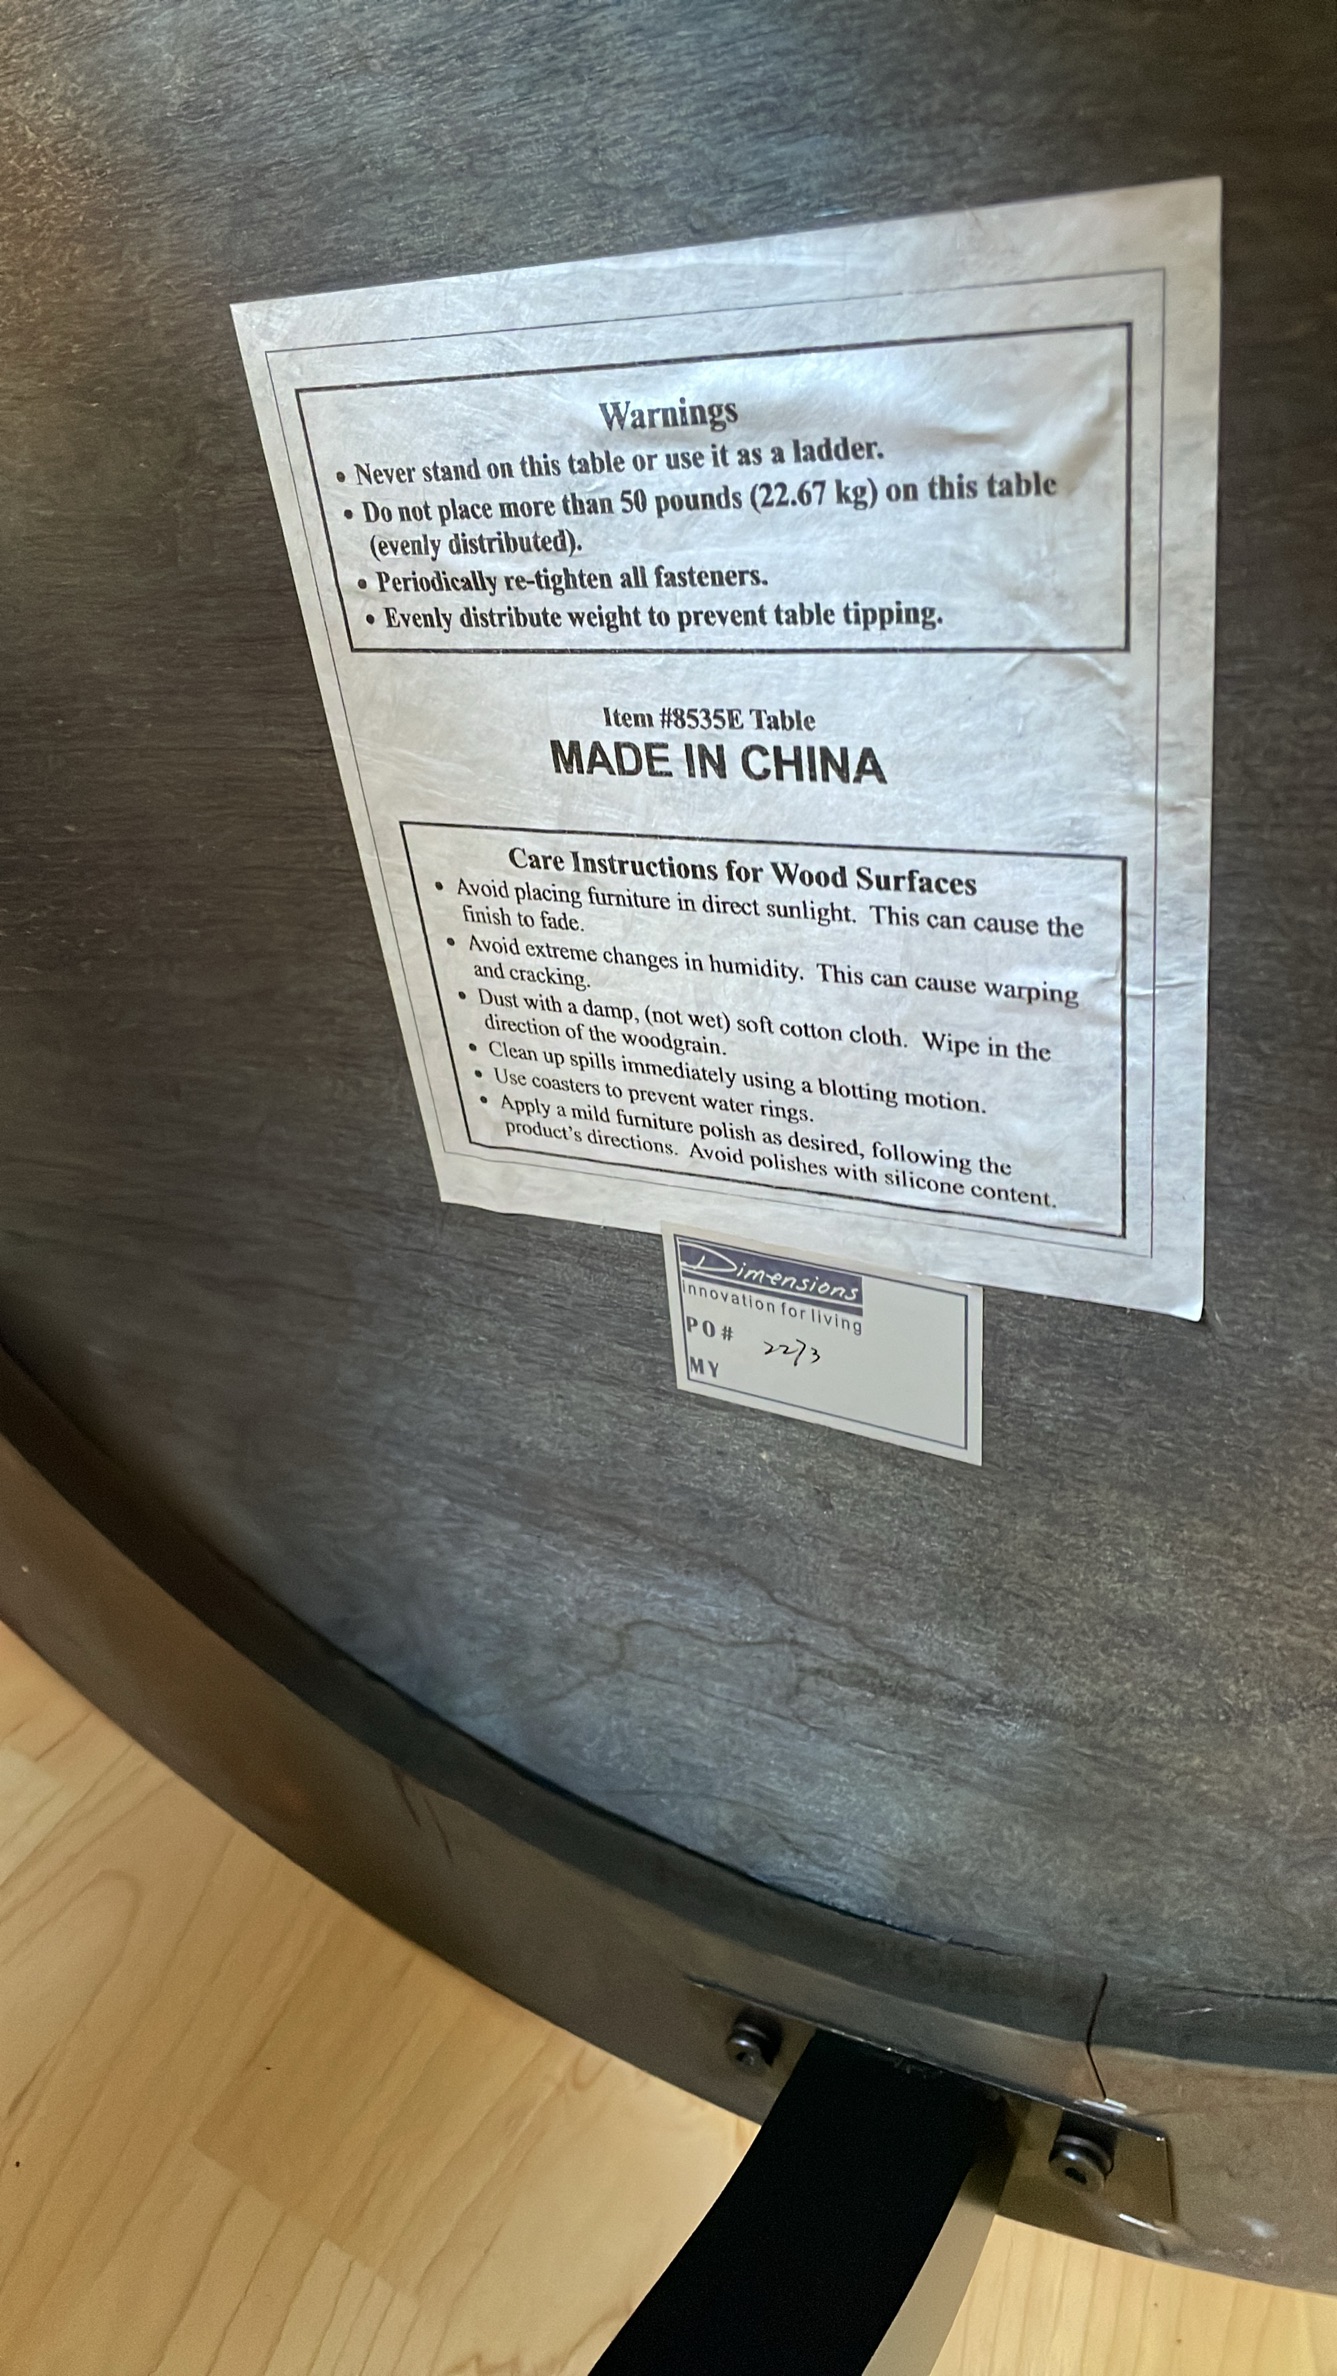 Warnings
• Never stand on this table or use it as a ladder.
• Do not place more than 50 pounds (22.67 kg) on this table
(evenly distributed).
• Periodically re-tighten all fasteners.
• Evenly distribute weight to prevent table tipping.
Item #8535E Table
MADE IN CHINA
Care Instructions for Wood Surfaces
• Avoid placing furniture in direct sunlight. This can cause the
finish to fade.
• Avoid extreme changes in humidity. This can cause warping
and cracking.
• Dust with a damp, (not wet) soft cotton cloth. Wipe in the
direction of the woodgrain.
• Clean up spills immediately using a blotting motion.
• Use coasters to prevent water rings.
• Apply a mild furniture polish as desired, following the
product's directions. Avoid polishes with silicone content.
Dimensions
innovation for living
PO# 2273
MY